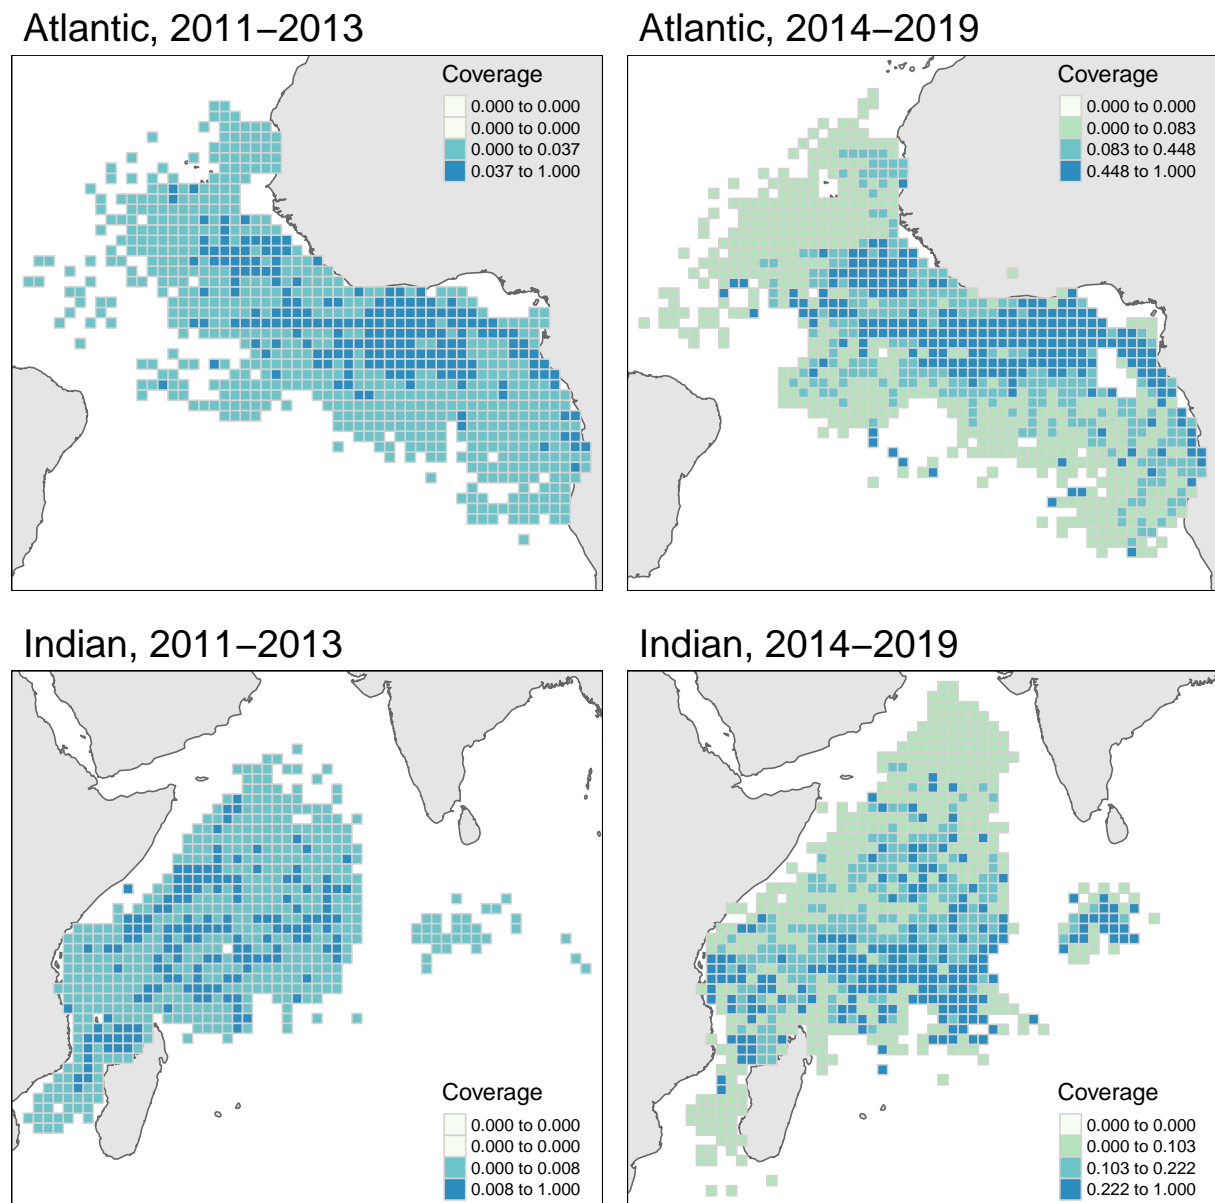 Atlantic, 2011–2013
Coverage
0.000 to 0.000
0.000 to 0.000
0.000 to 0.037
0.037 to 1.000
Atlantic, 2014–2019
Coverage
0.000 to 0.000
0.000 to 0.083
0.083 to 0.448
0.448 to 1.000
Indian, 2011–2013
Coverage
0.000 to 0.000
0.000 to 0.000
0.000 to 0.008
0.008 to 1.000
Indian, 2014–2019
Coverage
0.000 to 0.000
0.000 to 0.103
0.103 to 0.222
0.222 to 1.000